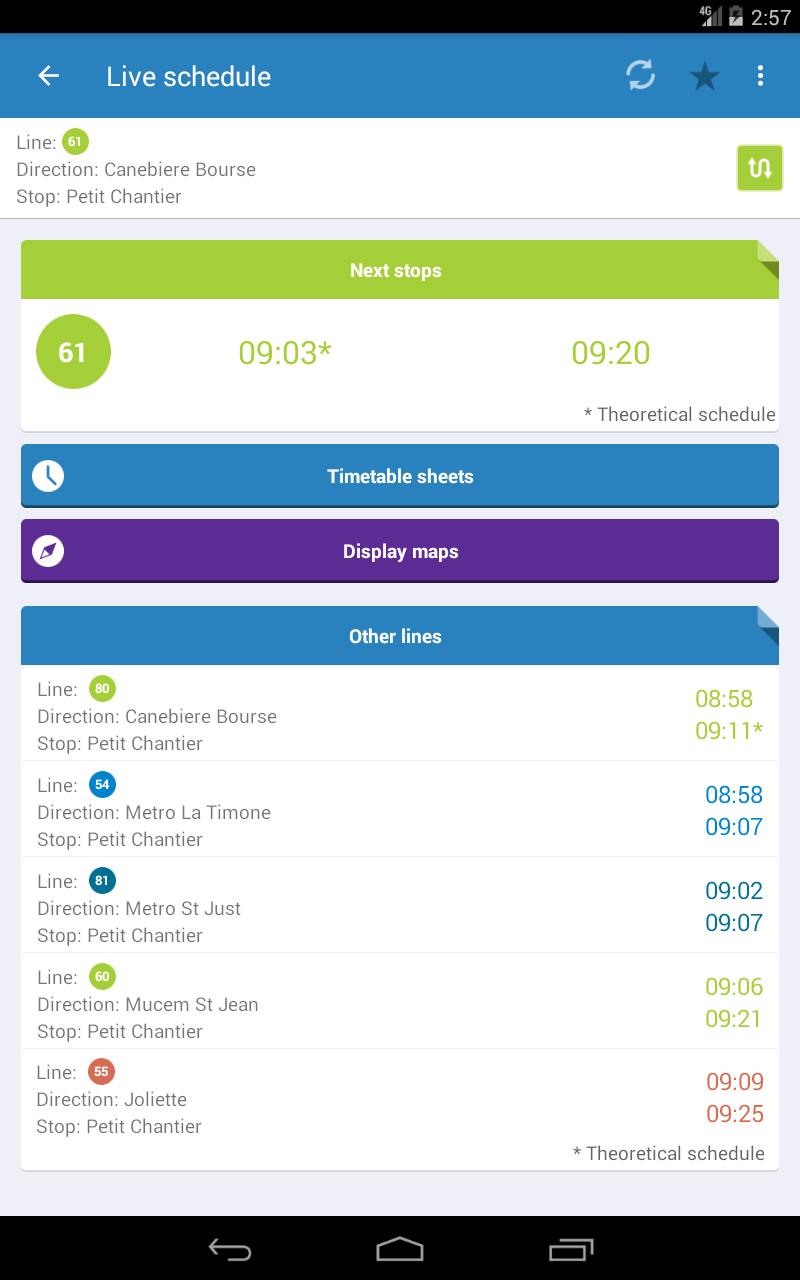 4G 2:57
Live schedule
Line: 61
Direction: Canebiere Bourse
Stop: Petit Chantier
Next stops
61 09:03* 09:20
* Theoretical schedule
Timetable sheets
Display maps
Other lines
Line: 80
Direction: Canebiere Bourse
Stop: Petit Chantier
08:58
09:11*
Line: 54
Direction: Metro La Timone
Stop: Petit Chantier
08:58
09:07
Line: 81
Direction: Metro St Just
Stop: Petit Chantier
09:02
09:07
Line: 60
Direction: Mucem St Jean
Stop: Petit Chantier
09:06
09:21
Line: 55
Direction: Joliette
Stop: Petit Chantier
09:09
09:25
* Theoretical schedule